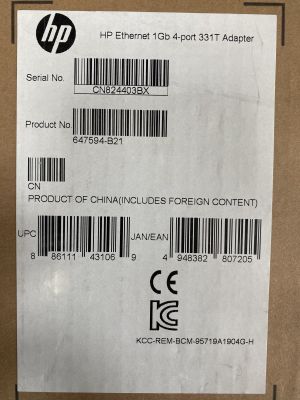 hp
HP Ethernet 1Gb 4-port 331T Adapter
Serial No.
CN824403BX
Product No.
647594-B21
CN
PRODUCT OF CHINA(INCLUDES FOREIGN CONTENT)
UPC
8 86111 43106 9
JAN/EAN
4 948382 807205
CE
KC
KCC-REM-BCM-95719A1904G-H